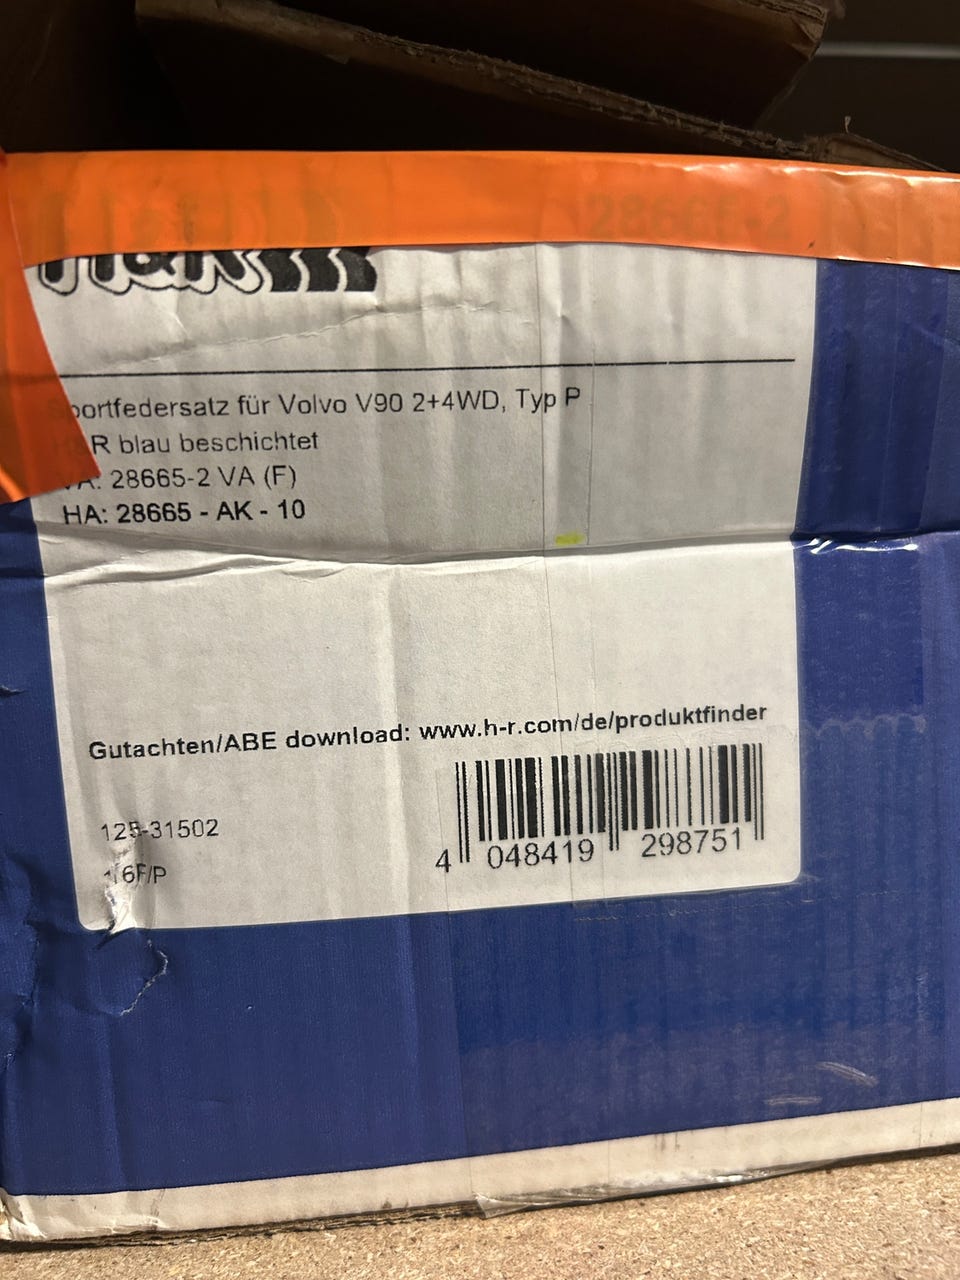 H&R
28665-2
Sportfedersatz für Volvo V90 2+4WD, Typ P
H&R blau beschichtet
VA: 28665-2 VA (F)
HA: 28665 - AK - 10
Gutachten/ABE download: www.h-r.com/de/produktfinder
125-31502
4 048419 298751